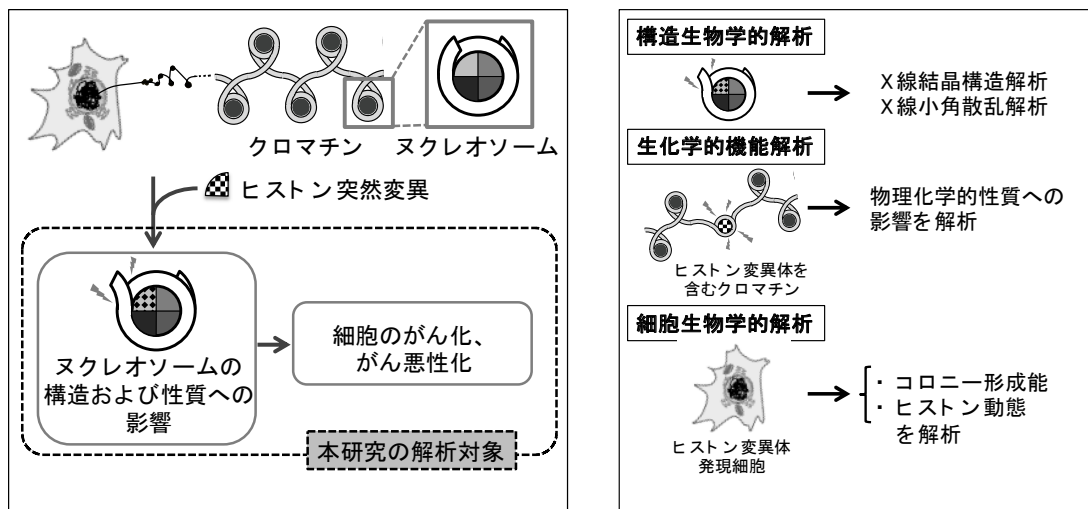 クロマチン
ヌクレオソーム
ヒストン突然変異
ヌクレオソームの
構造および性質への
影響
細胞のがん化、
がん悪性化
本研究の解析対象
構造生物学的解析
X線結晶構造解析
X線小角散乱解析
生化学的機能解析
物理化学的性質への
影響を解析
ヒストン変異体を
含むクロマチン
細胞生物学的解析
・ コロニー形成能
・ ヒストン動態
を解析
ヒストン変異体
発現細胞